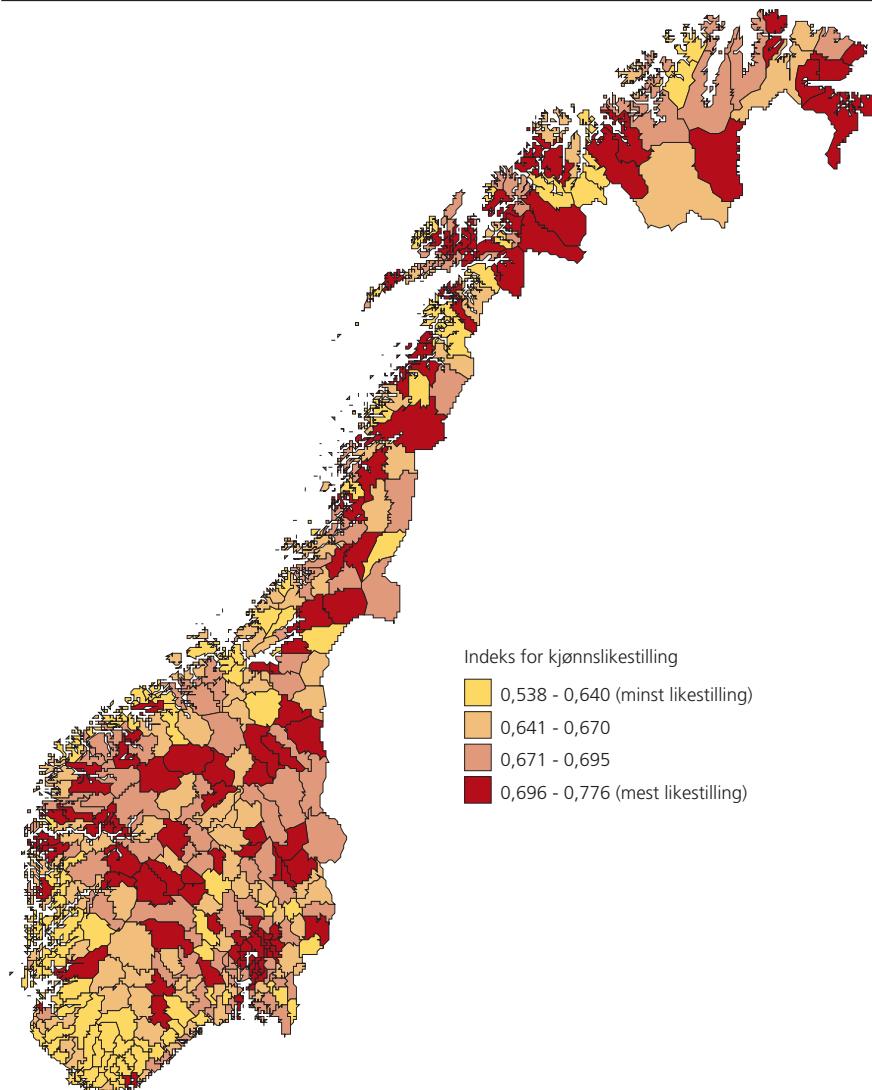 Indeks for kjønnslikestilling
0,538 - 0,640 (minst likestilling)
0,641 - 0,670
0,671 - 0,695
0,696 - 0,776 (mest likestilling)